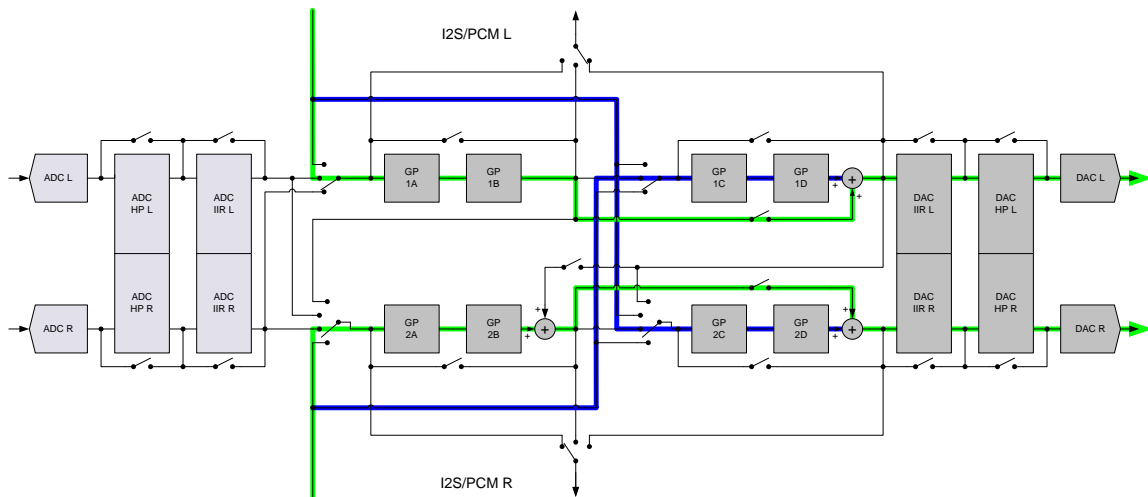 I2S/PCM L
ADC L
ADC
HP L
ADC
IIR L
GP
1A
GP
1B
GP
1C
GP
1D
+
+
+
DAC
IIR L
DAC
HP L
DAC L
ADC R
ADC
HP R
ADC
IIR R
GP
2A
GP
2B
+
+
+
GP
2C
GP
2D
+
+
+
DAC
IIR R
DAC
HP R
DAC R
I2S/PCM R